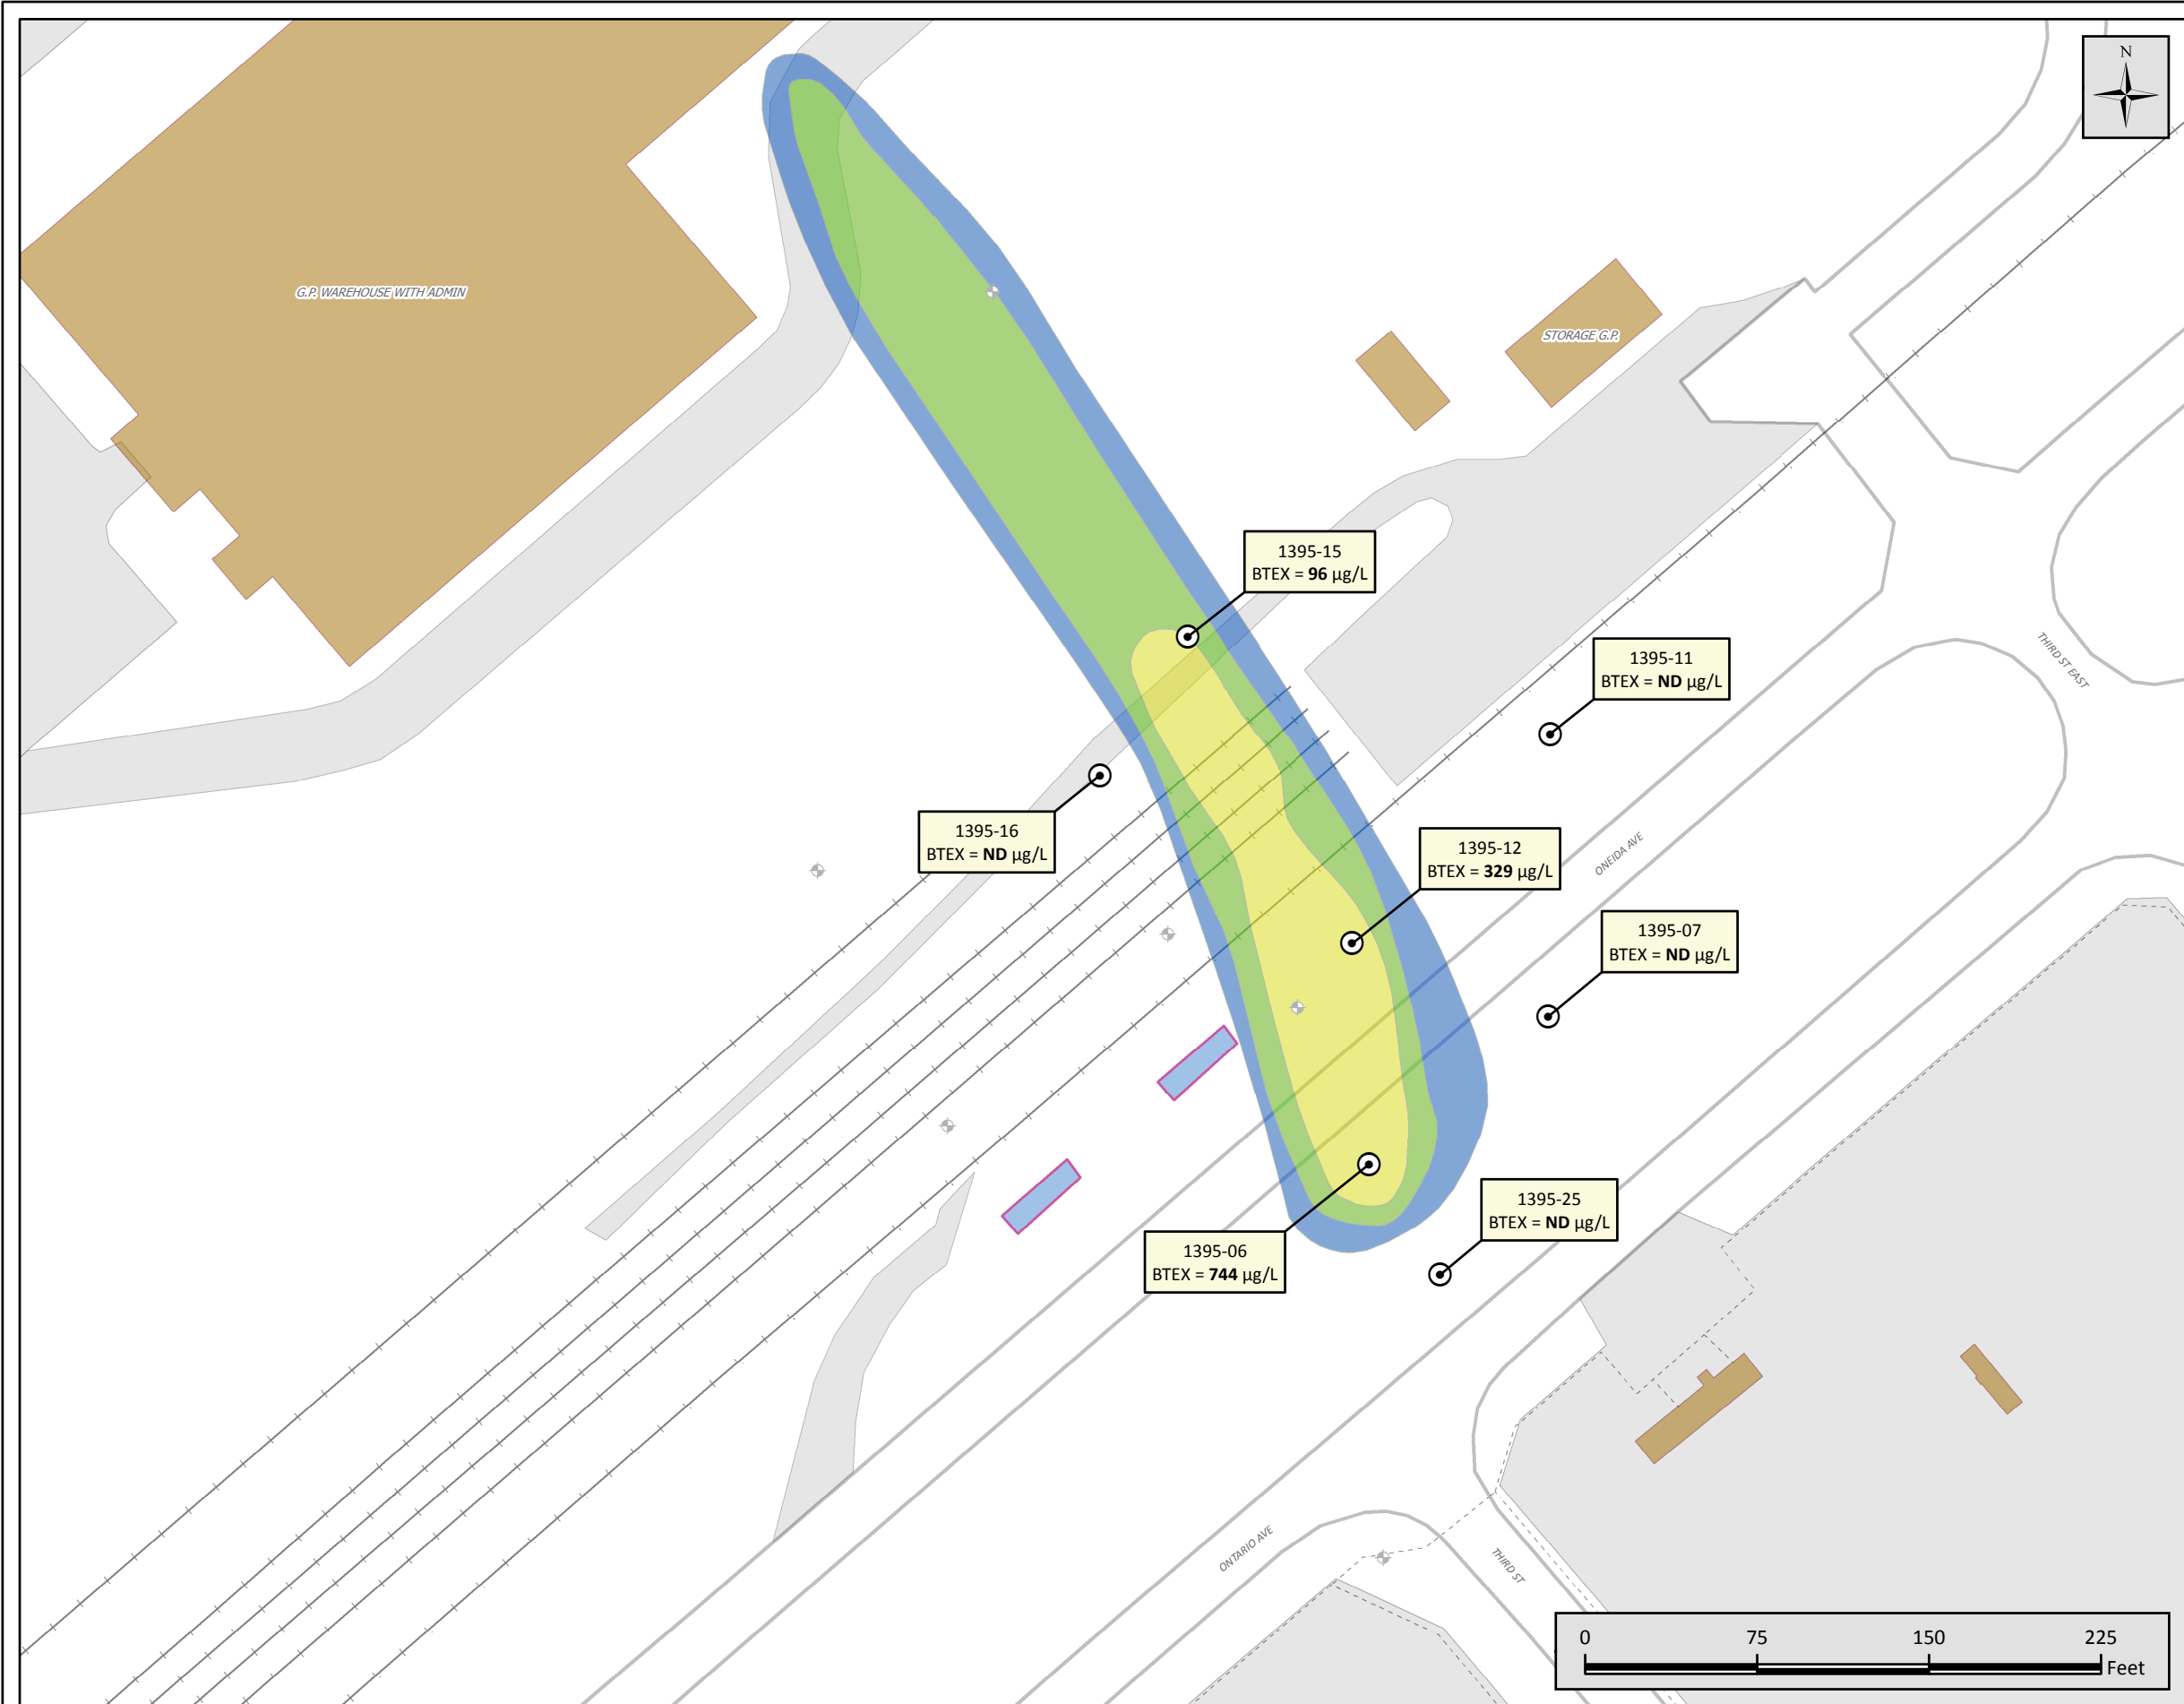 N
G.P. WAREHOUSE WITH ADMIN
STORAGE G.P.
1395-15
BTEX = 96 µg/L
1395-11
BTEX = ND µg/L
THIRD ST EAST
1395-16
BTEX = ND µg/L
1395-12
BTEX = 329 µg/L
ONEIDA AVE
1395-07
BTEX = ND µg/L
1395-25
BTEX = ND µg/L
1395-06
BTEX = 744 µg/L
ONTARIO AVE
THIRD ST
0 75 150 225
Feet